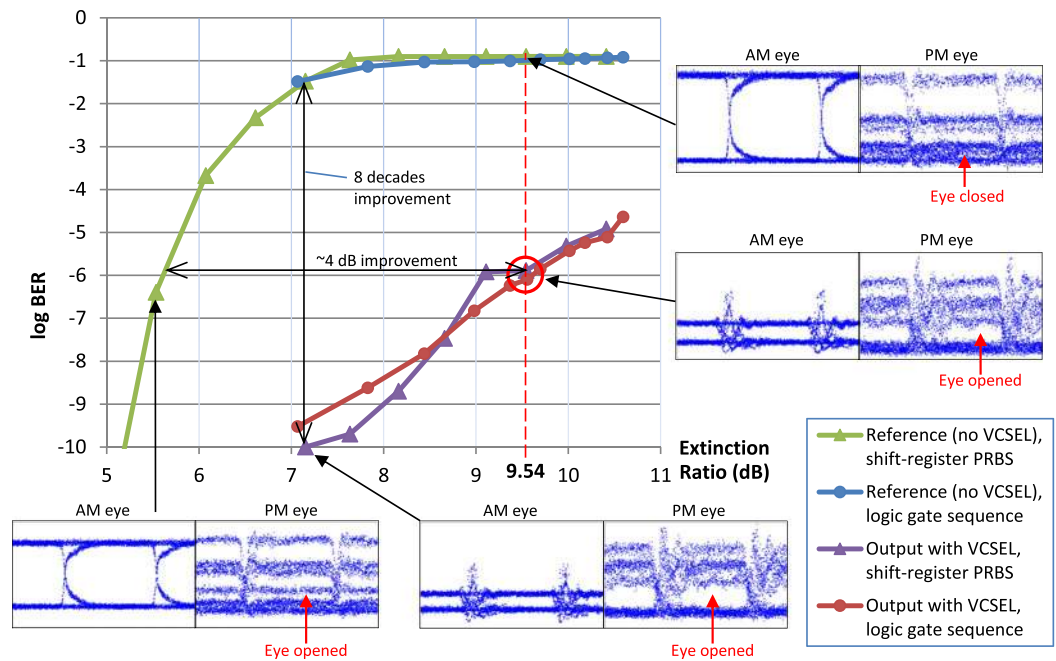 0
-1
-2
-3
-4
-5
-6
-7
-8
-9
-10
log BER
5
6
7
8
9
9.54
10
11
Extinction
Ratio (dB)
8 decades
improvement
~4 dB improvement
AM eye
PM eye
Eye closed
AM eye
PM eye
Eye opened
AM eye
PM eye
Eye opened
AM eye
PM eye
Eye opened
Reference (no VCSEL),
shift-register PRBS
Reference (no VCSEL),
logic gate sequence
Output with VCSEL,
shift-register PRBS
Output with VCSEL,
logic gate sequence